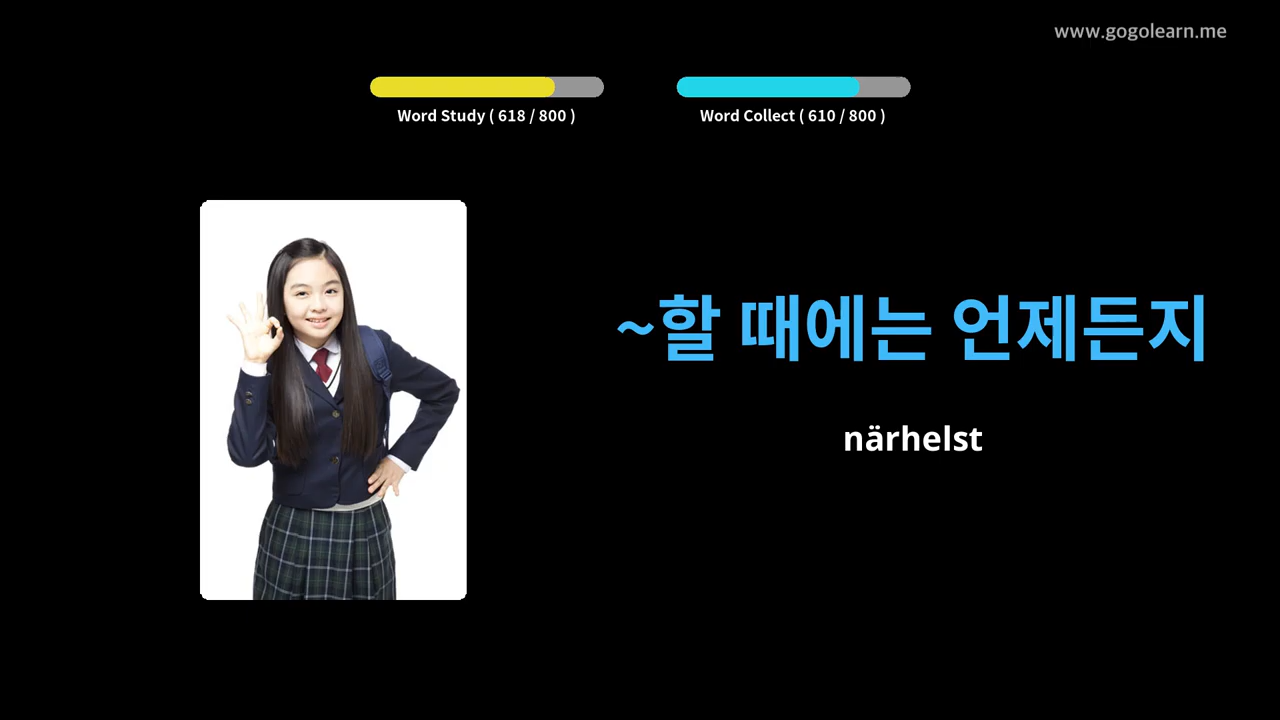 www.gogolearn.me
Word Study ( 618 / 800 )
Word Collect ( 610 / 800 )
~할 때에는 언제든지
närhelst